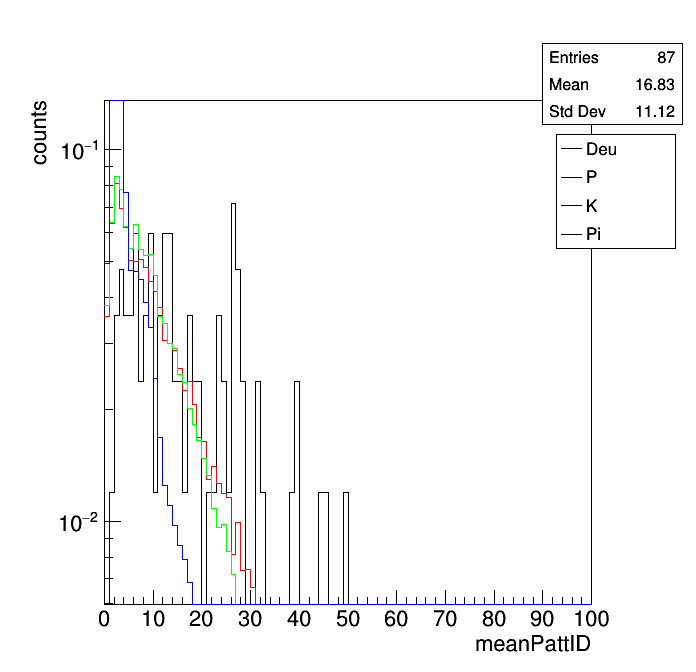 Entries 87
Mean 16.83
Std Dev 11.12
Deu
P
K
Pi
counts
10⁻¹
10⁻²
0 10 20 30 40 50 60 70 80 90 100
meanPattID